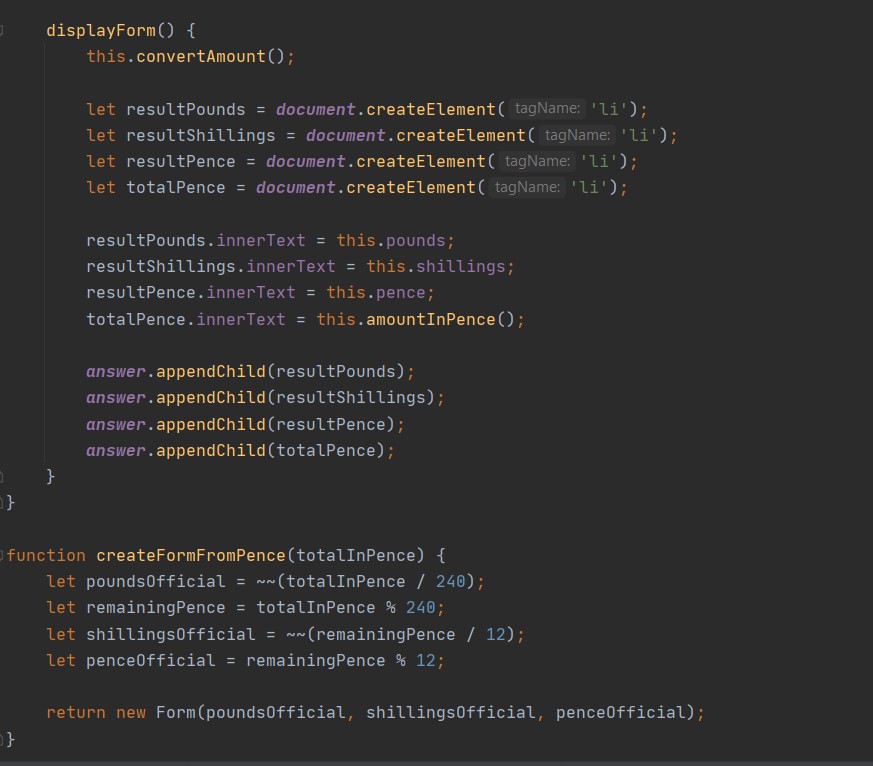 displayForm() {
this.convertAmount();
let resultPounds = document.createElement( tagName: 'li');
let resultShillings = document.createElement( tagName: 'li');
let resultPence = document.createElement( tagName: 'li');
let totalPence = document.createElement( tagName: 'li');
resultPounds.innerText = this.pounds;
resultShillings.innerText = this.shillings;
resultPence.innerText = this.pence;
totalPence.innerText = this.amountInPence();
answer.appendChild(resultPounds);
answer.appendChild(resultShillings);
answer.appendChild(resultPence);
answer.appendChild(totalPence);
}
}
function createFormFromPence(totalInPence) {
let poundsOfficial = ~~(totalInPence / 240);
let remainingPence = totalInPence % 240;
let shillingsOfficial = ~~(remainingPence / 12);
let penceOfficial = remainingPence % 12;
return new Form(poundsOfficial, shillingsOfficial, penceOfficial);
}